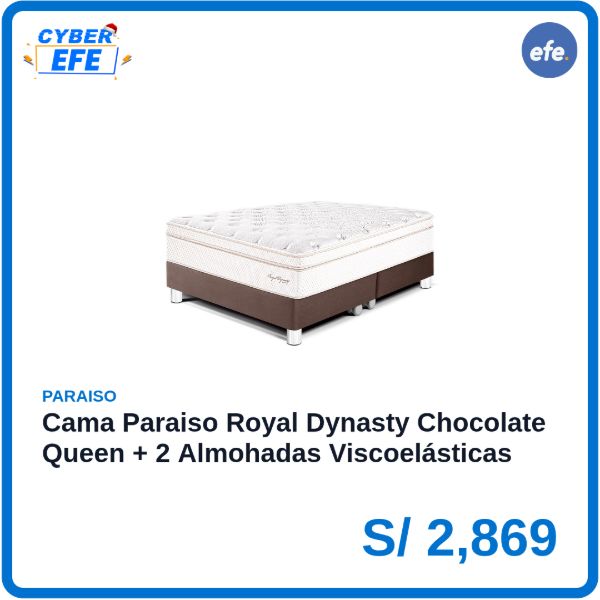 CYBER
EFE
efe.
PARAISO
Cama Paraiso Royal Dynasty Chocolate
Queen + 2 Almohadas Viscoelásticas
S/ 2,869